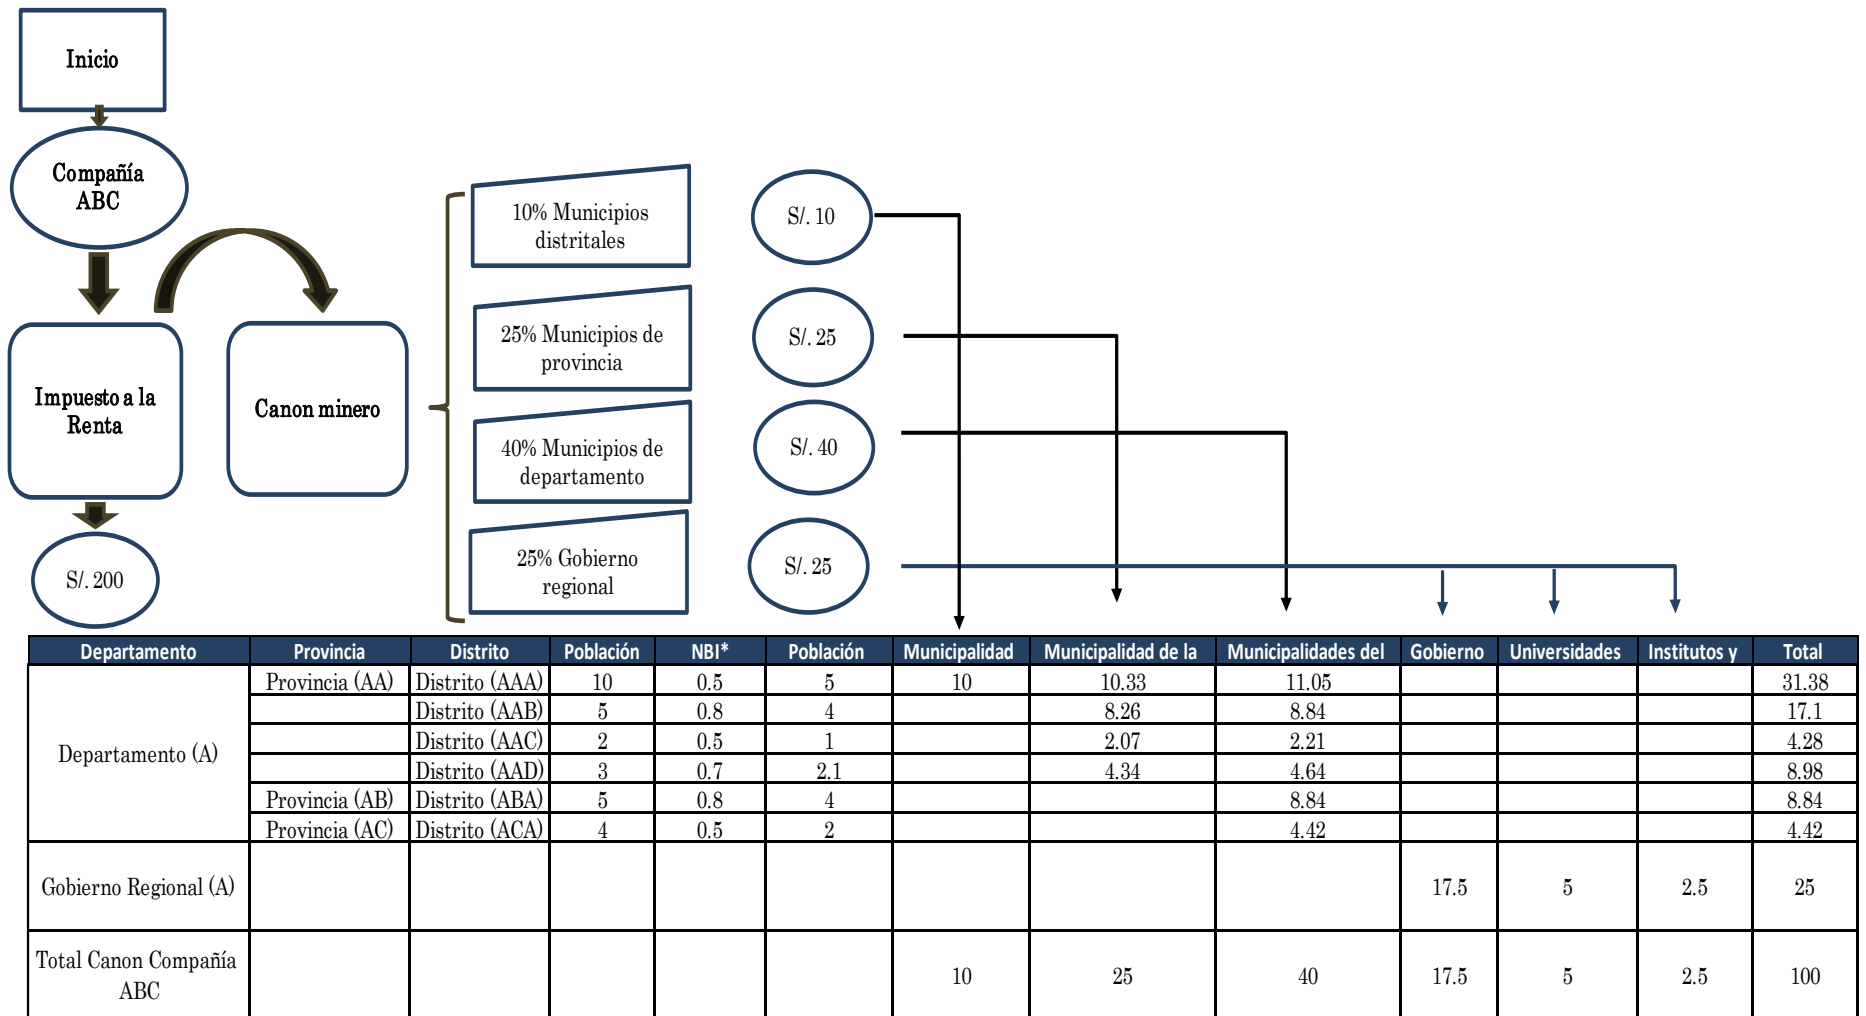 Inicio
Compañía
ABC
Impuesto a la
Renta
S/. 200
Canon minero
10% Municipios
distritales
S/. 10
25% Municipios de
provincia
S/. 25
40% Municipios de
departamento
S/. 40
25% Gobierno
regional
S/. 25
Departamento Provincia Distrito Población NBI* Población Municipalidad Municipalidad de la Municipalidades del Gobierno Universidades Institutos y Total
Departamento (A)
Provincia (AA) Distrito (AAA) 10 0.5 5 10 10.33 11.05 31.38
Distrito (AAB) 5 0.8 4 8.26 8.84 17.1
Distrito (AAC) 2 0.5 1 2.07 2.21 4.28
Distrito (AAD) 3 0.7 2.1 4.34 4.64 8.98
Provincia (AB) Distrito (ABA) 5 0.8 4 8.84 8.84
Provincia (AC) Distrito (ACA) 4 0.5 2 4.42 4.42
Gobierno Regional (A) 17.5 5 2.5 25
Total Canon Compañía
ABC
10 25 40 17.5 5 2.5 100